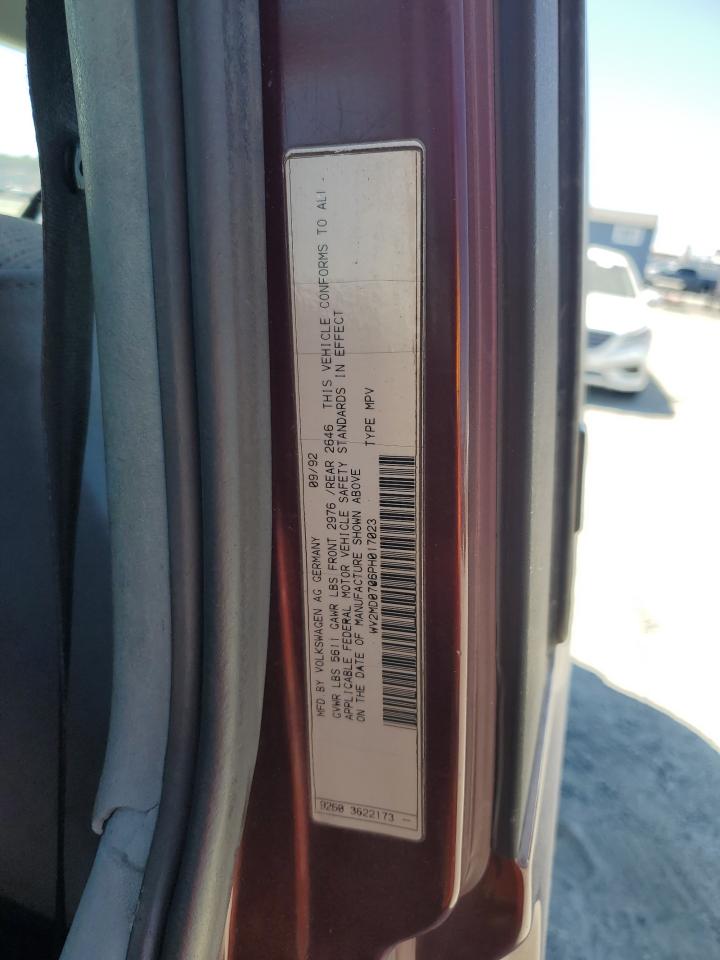 MFD BY VOLKSWAGEN AG GERMANY 09/92
GVWR LBS 5611 GAWR LBS FRONT 2976 /REAR 2646 THIS VEHICLE CONFORMS TO ALL
APPLICABLE FEDERAL MOTOR VEHICLE SAFETY STANDARDS IN EFFECT
ON THE DATE OF MANUFACTURE SHOWN ABOVE TYPE MPV
WV2MD0706PH017023
9260 3622173 -